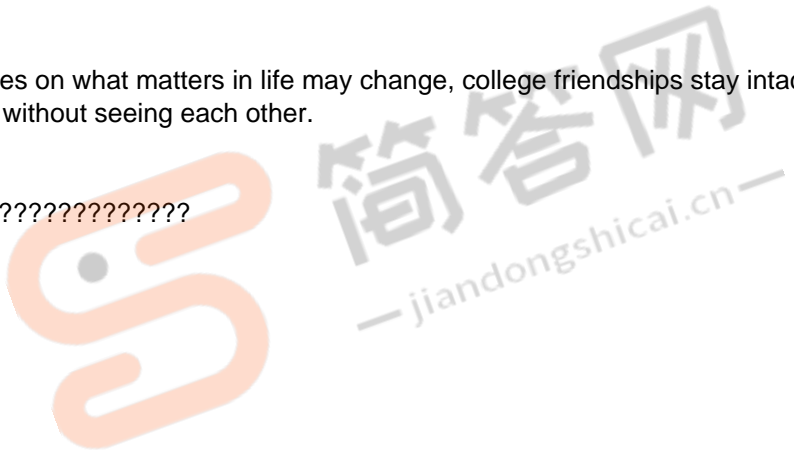 es on what matters in life may change, college friendships stay intac
without seeing each other.
?????????????
简答网
— jiandongshicai.cn —